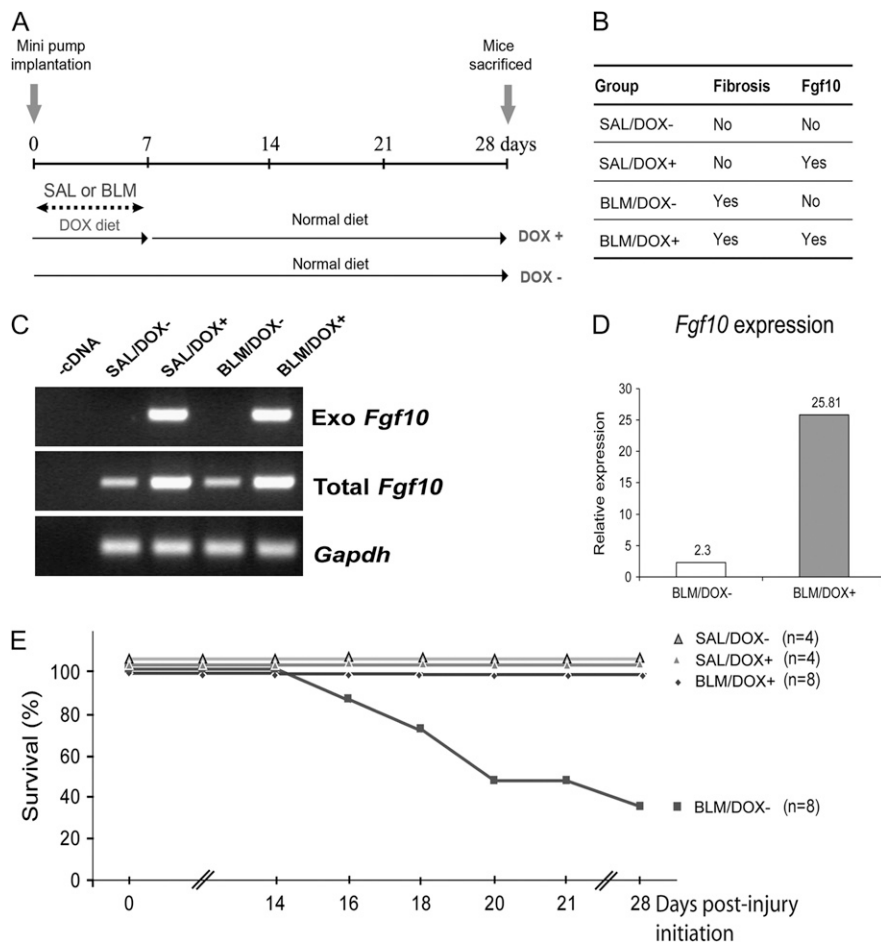 A
Mini pump
implantation
Mice
sacrificed
0 7 14 21 28 days
SAL or BLM
DOX diet
Normal diet
DOX +
Normal diet
DOX -
B
Group Fibrosis Fgf10
SAL/DOX- No No
SAL/DOX+ No Yes
BLM/DOX- Yes No
BLM/DOX+ Yes Yes
C
-cDNA SAL/DOX- SAL/DOX+ BLM/DOX- BLM/DOX+
Exo Fgf10
Total Fgf10
Gapdh
D
Fgf10 expression
Relative expression
30
25
20
15
10
5
0
2.3
25.81
BLM/DOX- BLM/DOX+
E
Survival (%)
100
80
60
40
20
0
SAL/DOX- (n=4)
SAL/DOX+ (n=4)
BLM/DOX+ (n=8)
BLM/DOX- (n=8)
0 14 16 18 20 21 28 Days post-injury
initiation